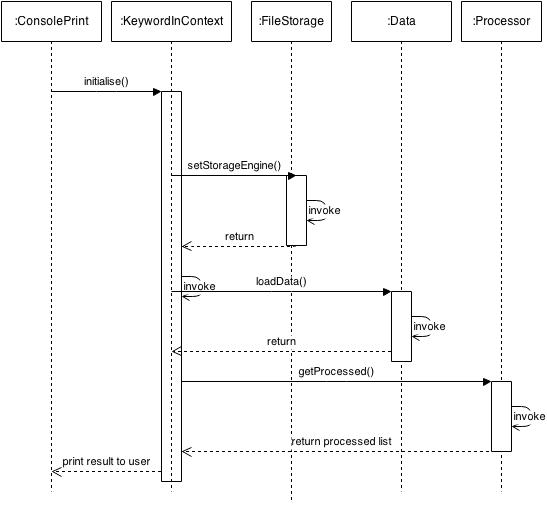 :ConsolePrint
:KeywordInContext
:FileStorage
:Data
:Processor
initialise()
setStorageEngine()
invoke
return
invoke
loadData()
invoke
return
getProcessed()
invoke
return processed list
print result to user